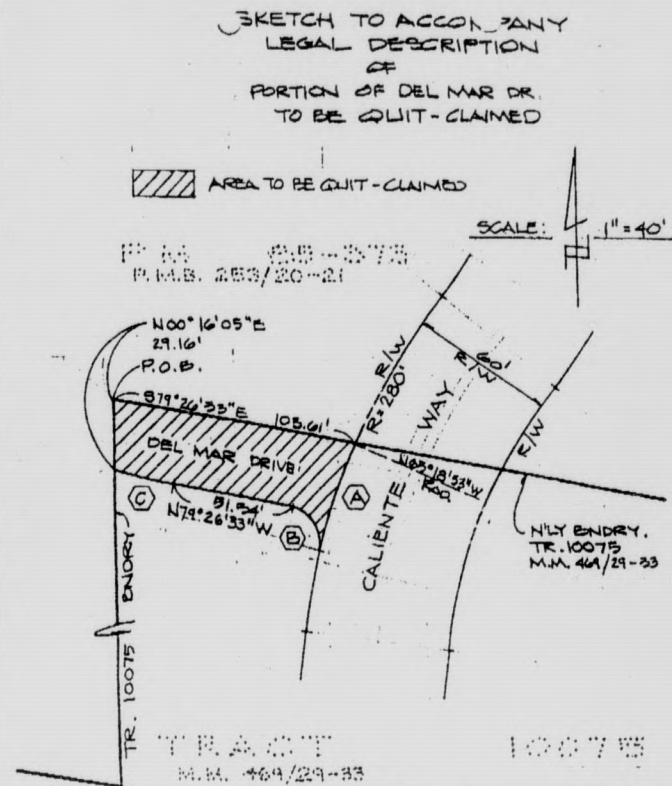 SKETCH TO ACCOMPANY
LEGAL DESCRIPTION
OF
PORTION OF DEL MAR DR.
TO BE QUIT-CLAIMED
AREA TO BE QUIT-CLAIMED
SCALE: 1" = 40'
P.M. 85-373
P.M.B. 253/20-21
N00°16'05"E
29.16'
P.O.B.
S79°26'33"E
103.61'
R/W
R=280'
60'
R/W
R/W
DEL MAR DRIVE
CALIENTE WAY
N65°18'53"W
RAD.
A
B
C
81.54'
N79°26'33"W
N'LY BNDRY.
TR. 10075
M.M. 469/29-33
TR. 10075 BNDRY
TRACT 10075
M.M. 469/29-33